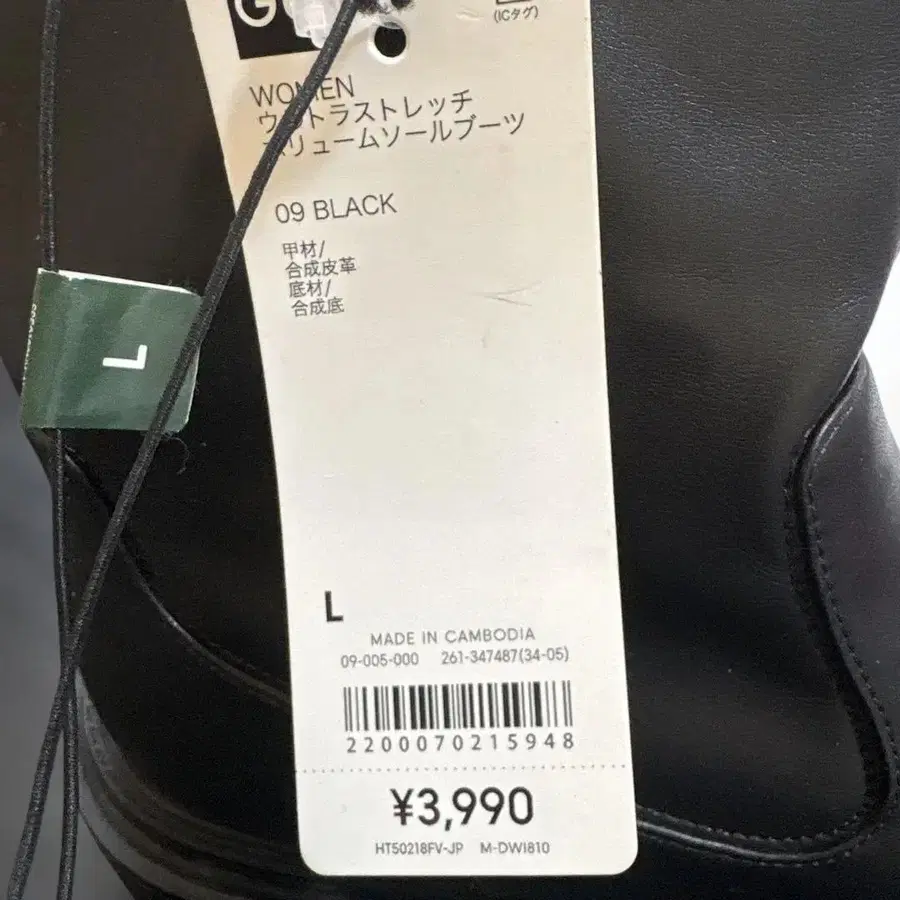 G
(ICタグ)
WOMEN
ウルトラストレッチ
ボリュームソールブーツ
09 BLACK
甲材/
合成皮革
底材/
合成底
L
L
MADE IN CAMBODIA
09-005-000 261-347487(34-05)
2200070215948
¥3,990
HT50218FV-JP M-DWI810